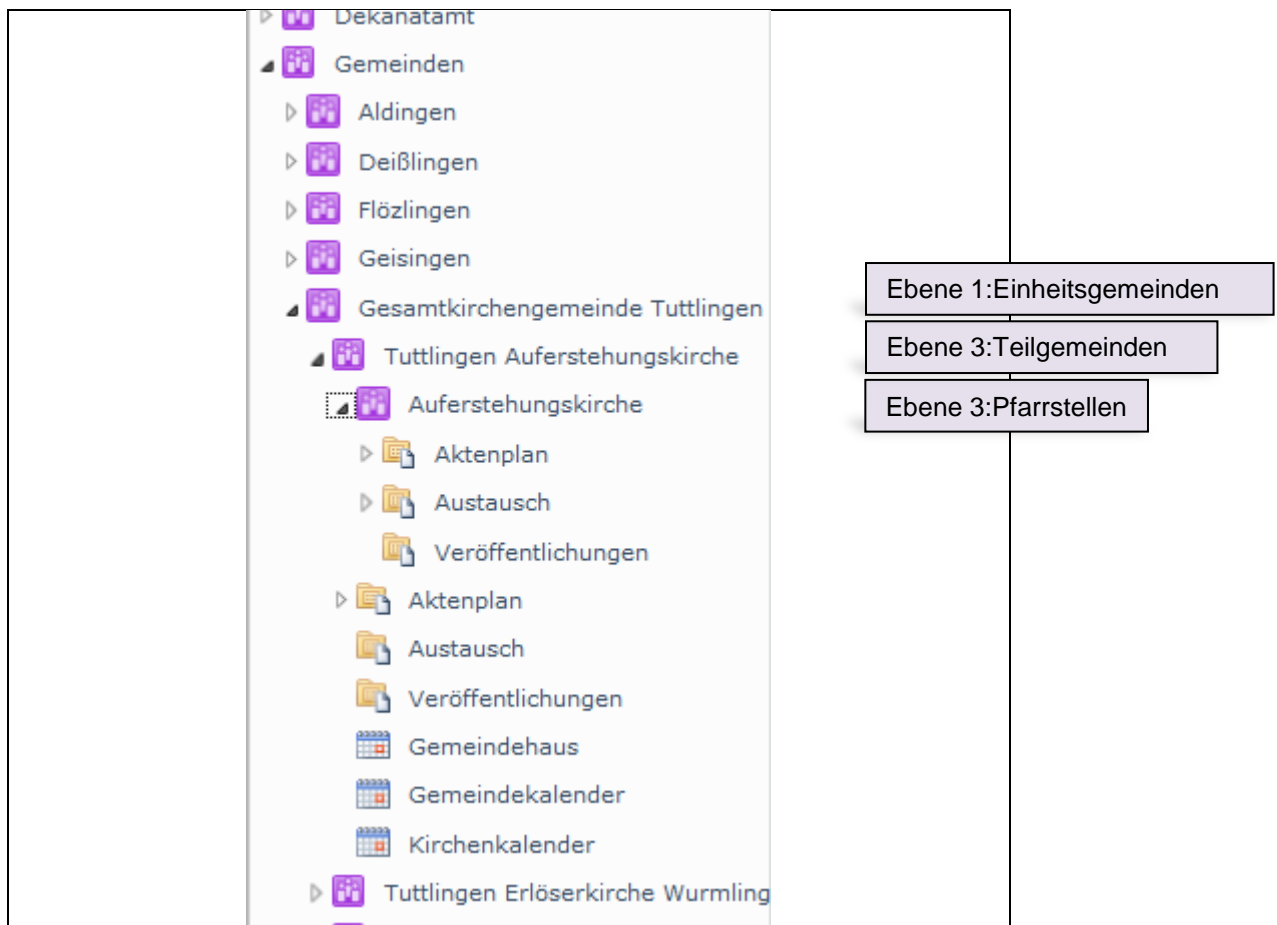 Dekanatamt
Gemeinden
Aldingen
Deißlingen
Flözlingen
Geisingen
Gesamtkirchengemeinde Tuttlingen
Tuttlingen Auferstehungskirche
Auferstehungskirche
Aktenplan
Austausch
Veröffentlichungen
Aktenplan
Austausch
Veröffentlichungen
Gemeindehaus
Gemeindekalender
Kirchenkalender
Tuttlingen Erlöserkirche Wurmling
Ebene 1:Einheitsgemeinden
Ebene 3:Teilgemeinden
Ebene 3:Pfarrstellen